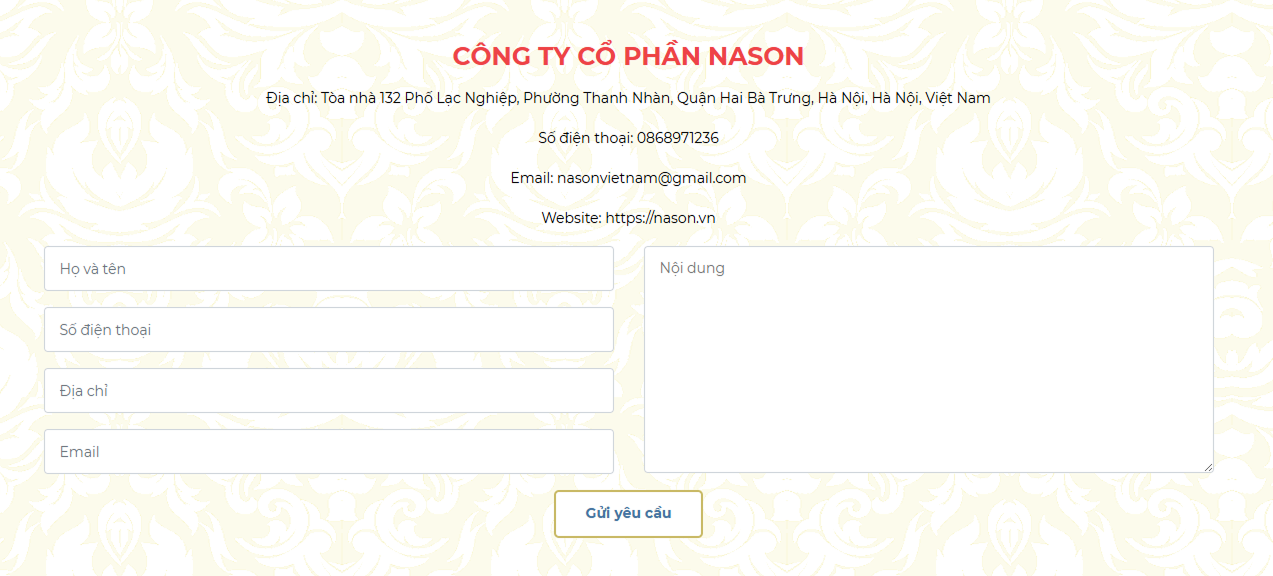 CÔNG TY CỔ PHẦN NASON
Địa chỉ: Tòa nhà 132 Phố Lạc Nghiệp, Phường Thanh Nhàn, Quận Hai Bà Trưng, Hà Nội, Hà Nội, Việt Nam
Số điện thoại: 0868971236
Email: nasonvietnam@gmail.com
Website: https://nason.vn
Họ và tên
Số điện thoại
Địa chỉ
Email
Nội dung
Gửi yêu cầu